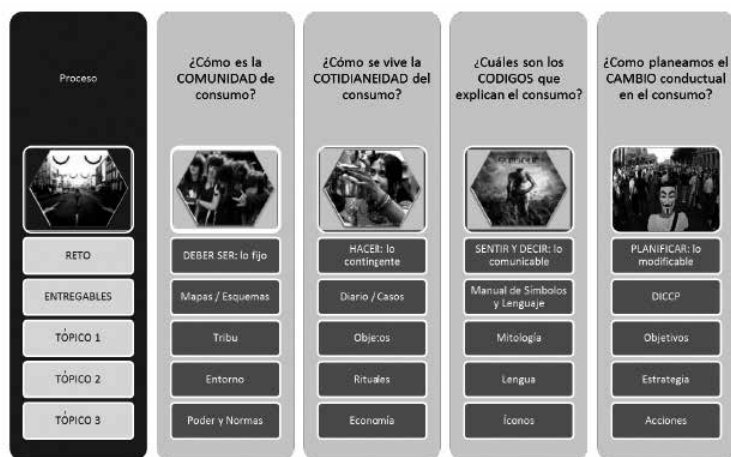 Proceso
¿Cómo es la
COMUNIDAD de
consumo?
¿Cómo se vive la
COTIDIANEIDAD del
consumo?
¿Cuáles son los
CODIGOS que
explican el consumo?
¿Como planeamos el
CAMBIO conductual
en el consumo?
RETO
DEBER SER: lo fijo
HACER: lo
contingente
SENTIR Y DECIR: lo
comunicable
PLANIFICAR: lo
modificable
ENTREGABLES
Mapas / Esquemas
Diario / Casos
Manual de Símbolos
y Lenguaje
DICCP
TÓPICO 1
Tribu
Objetos
Mitología
Objetivos
TÓPICO 2
Entorno
Rituales
Lengua
Estrategia
TÓPICO 3
Poder y Normas
Economía
Íconos
Acciones